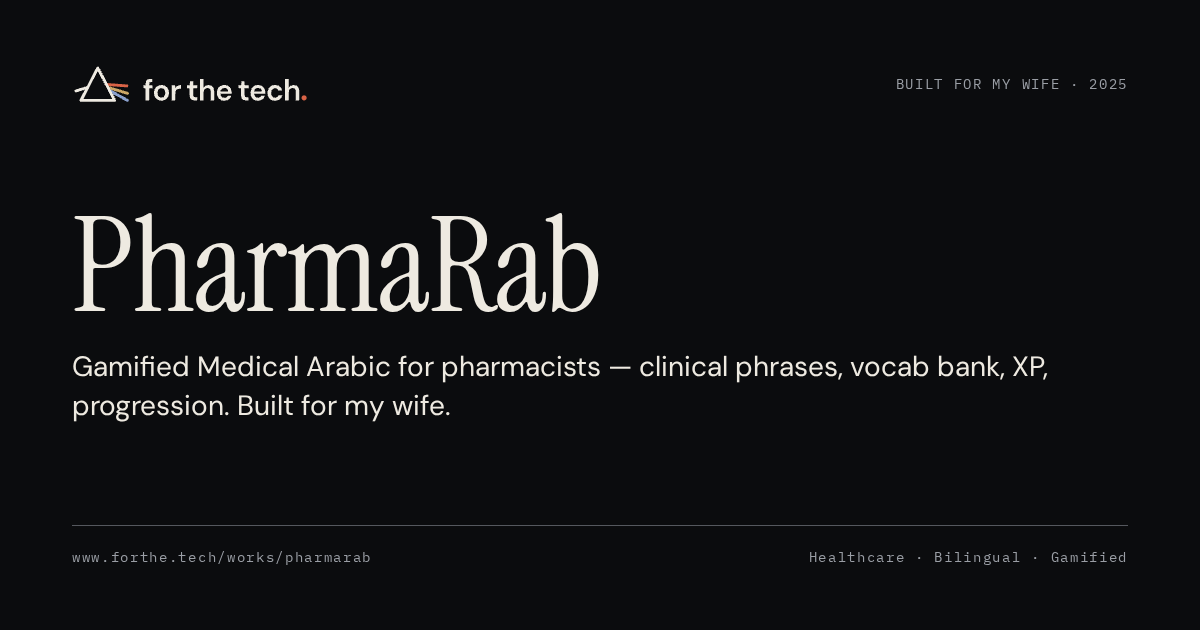 for the tech.
BUILT FOR MY WIFE · 2025
PharmaRab
Gamified Medical Arabic for pharmacists — clinical phrases, vocab bank, XP,
progression. Built for my wife.
www.forthe.tech/works/pharmarab
Healthcare · Bilingual · Gamified